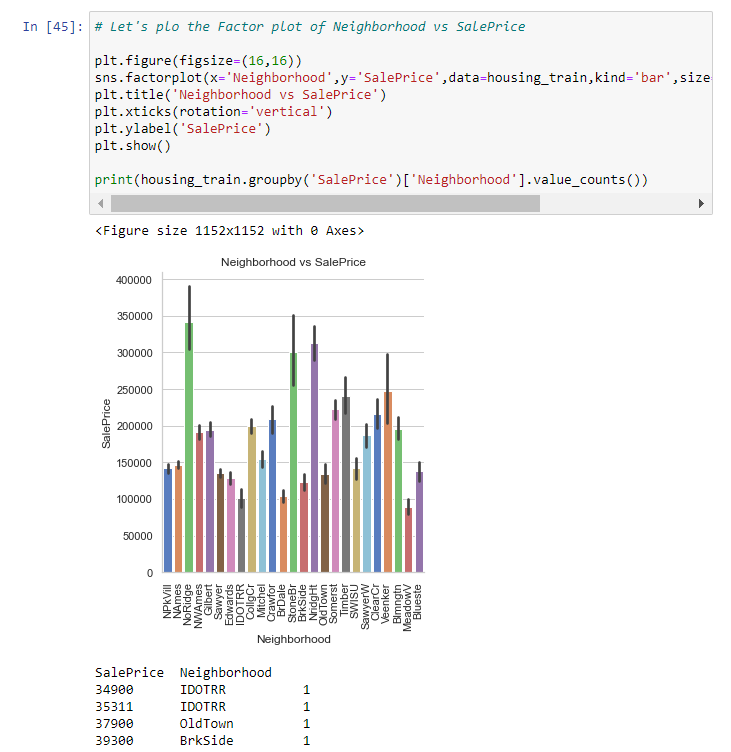 In [45]: # Let's plo the Factor plot of Neighborhood vs SalePrice
plt.figure(figsize=(16,16))
sns.factorplot(x='Neighborhood',y='SalePrice',data=housing_train,kind='bar',size
plt.title('Neighborhood vs SalePrice')
plt.xticks(rotation='vertical')
plt.ylabel('SalePrice')
plt.show()
print(housing_train.groupby('SalePrice')['Neighborhood'].value_counts())
<Figure size 1152x1152 with 0 Axes>
Neighborhood vs SalePrice
400000
350000
300000
250000
200000
150000
100000
50000
0
SalePrice
NPkVill
NAmes
NoRidge
NWAmes
Gilbert
Sawyer
Edwards
IDOTRR
CollgCr
Mitchel
Crawfor
BrDale
StoneBr
BrkSide
NridgHt
OldTown
Somerst
Timber
SWISU
SawyerW
ClearCr
Veenker
Blmngtn
MeadowV
Blueste
Neighborhood
SalePrice Neighborhood
34900 IDOTRR 1
35311 IDOTRR 1
37900 OldTown 1
39300 BrkSide 1